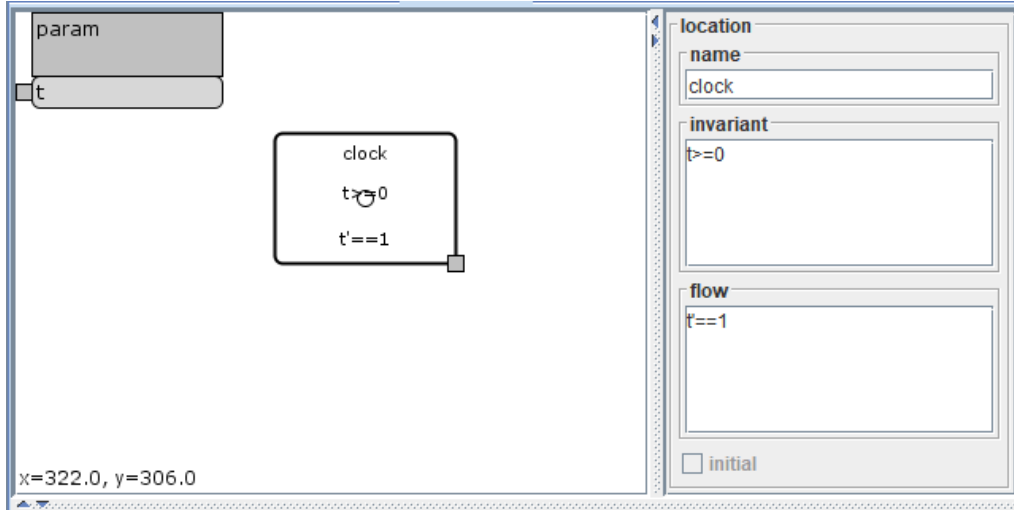 param
t
clock
t>=0
t'==1
x=322.0, y=306.0
location
name
clock
invariant
t>=0
flow
t'==1
initial